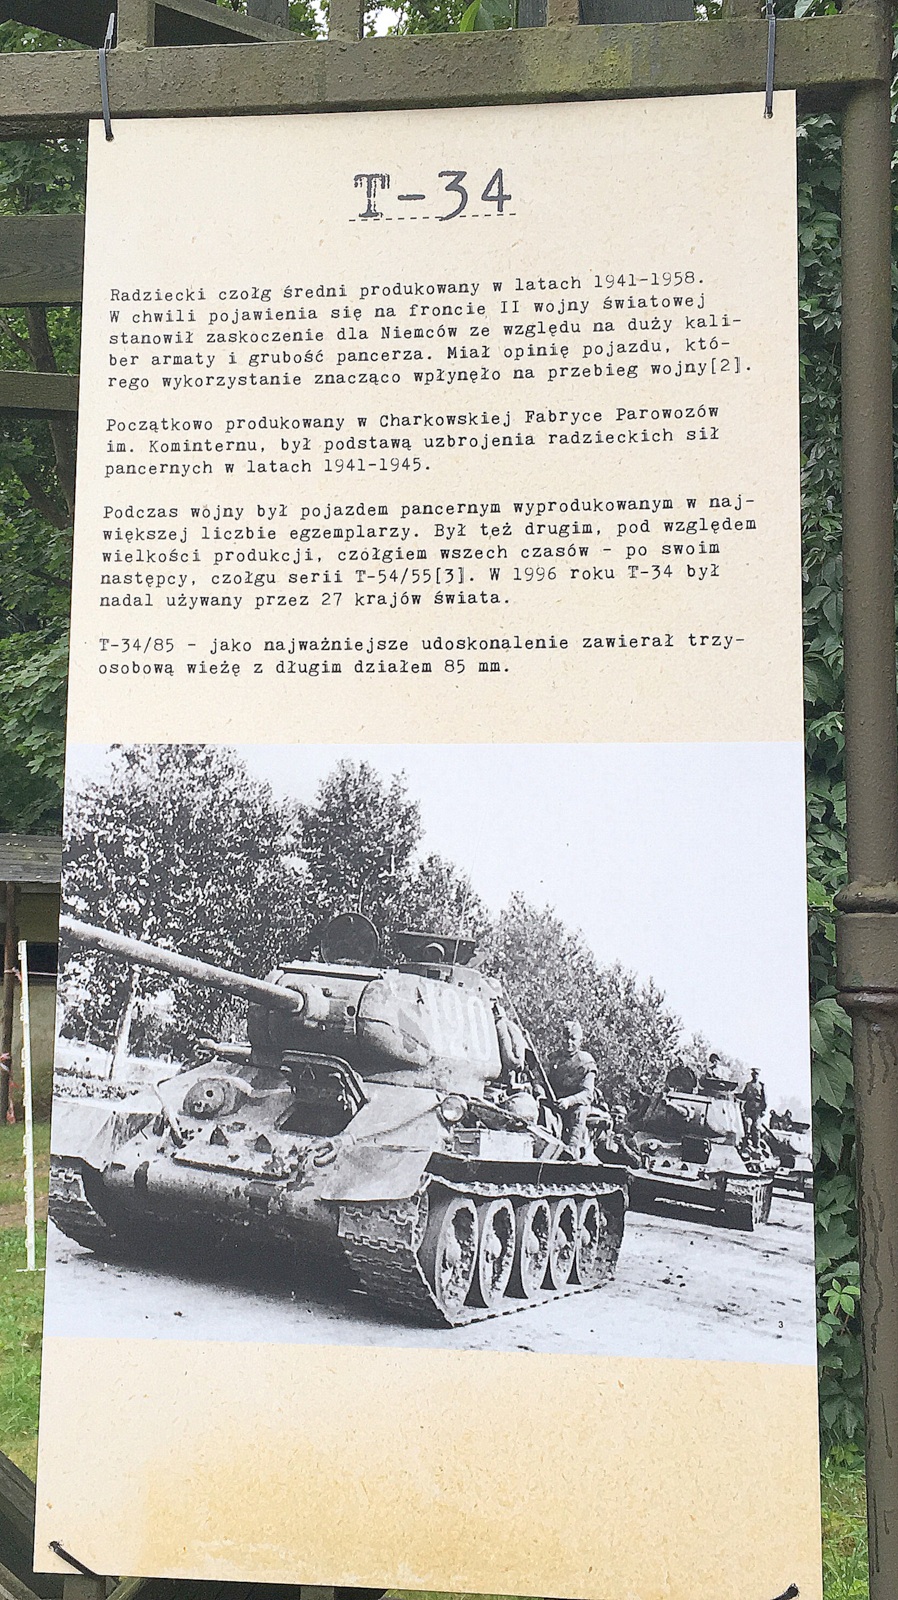 T-34
Radziecki czołg średni produkowany w latach 1941-1958.
W chwili pojawienia się na froncie II wojny światowej
stanowił zaskoczenie dla Niemców ze względu na duży kali-
ber armaty i grubość pancerza. Miał opinię pojazdu, któ-
rego wykorzystanie znacząco wpłynęło na przebieg wojny[2].
Początkowo produkowany w Charkowskiej Fabryce Parowozów
im. Kominternu, był podstawą uzbrojenia radzieckich sił
pancernych w latach 1941-1945.
Podczas wojny był pojazdem pancernym wyprodukowanym w naj-
większej liczbie egzemplarzy. Był też drugim, pod względem
wielkości produkcji, czołgiem wszech czasów - po swoim
następcy, czołgu serii T-54/55[3]. W 1996 roku T-34 był
nadal używany przez 27 krajów świata.
T-34/85 - jako najważniejsze udoskonalenie zawierał trzy-
osobową wieżę z długim działem 85 mm.
190
3